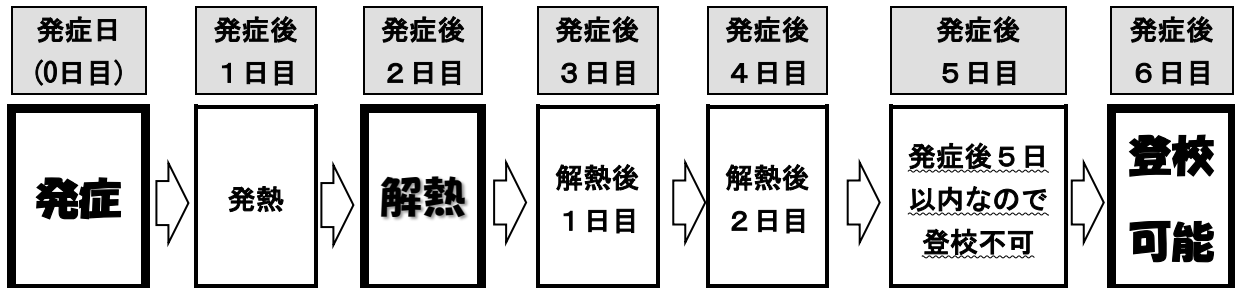 発症日
(0日目)
発症後
１日目
発症後
２日目
発症後
３日目
発症後
４日目
発症後
５日目
発症後
６日目
発症
発熱
解熱
解熱後
１日目
解熱後
２日目
発症後５日
以内なので
登校不可
登校
可能